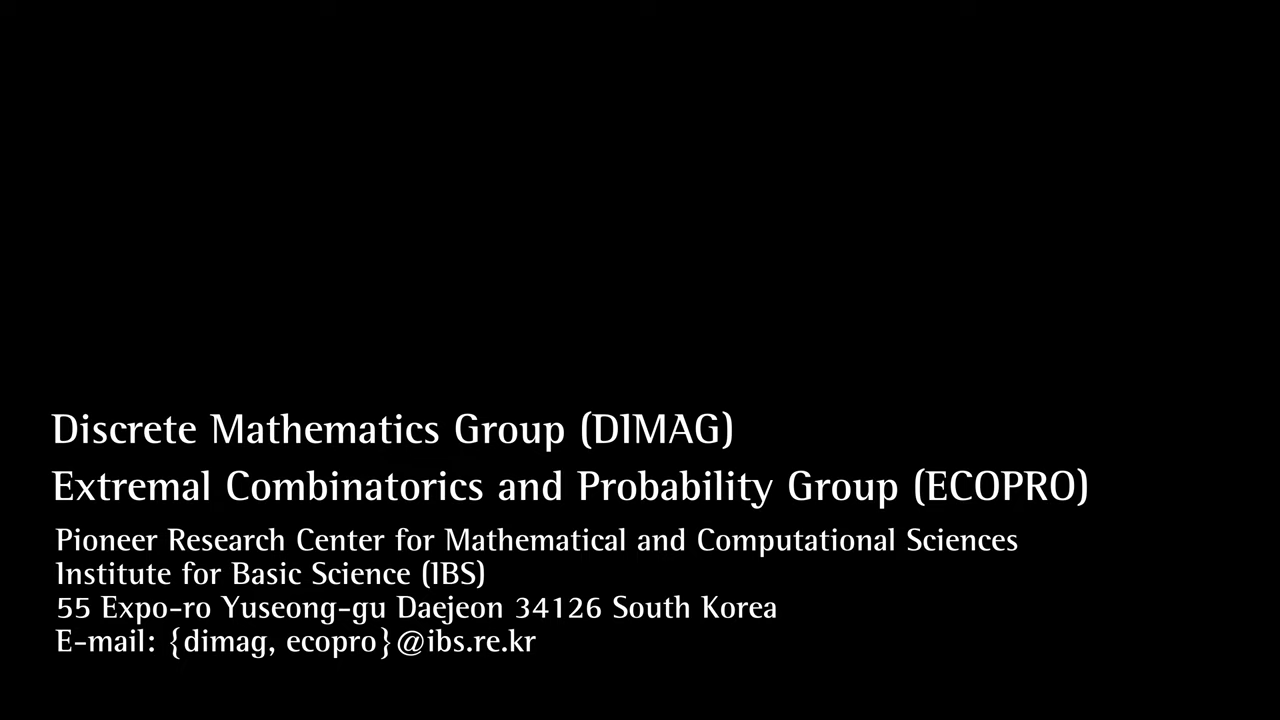 Discrete Mathematics Group (DIMAG)
Extremal Combinatorics and Probability Group (ECOPRO)
Pioneer Research Center for Mathematical and Computational Sciences
Institute for Basic Science (IBS)
55 Expo-ro Yuseong-gu Daejeon 34126 South Korea
E-mail: {dimag, ecopro}@ibs.re.kr